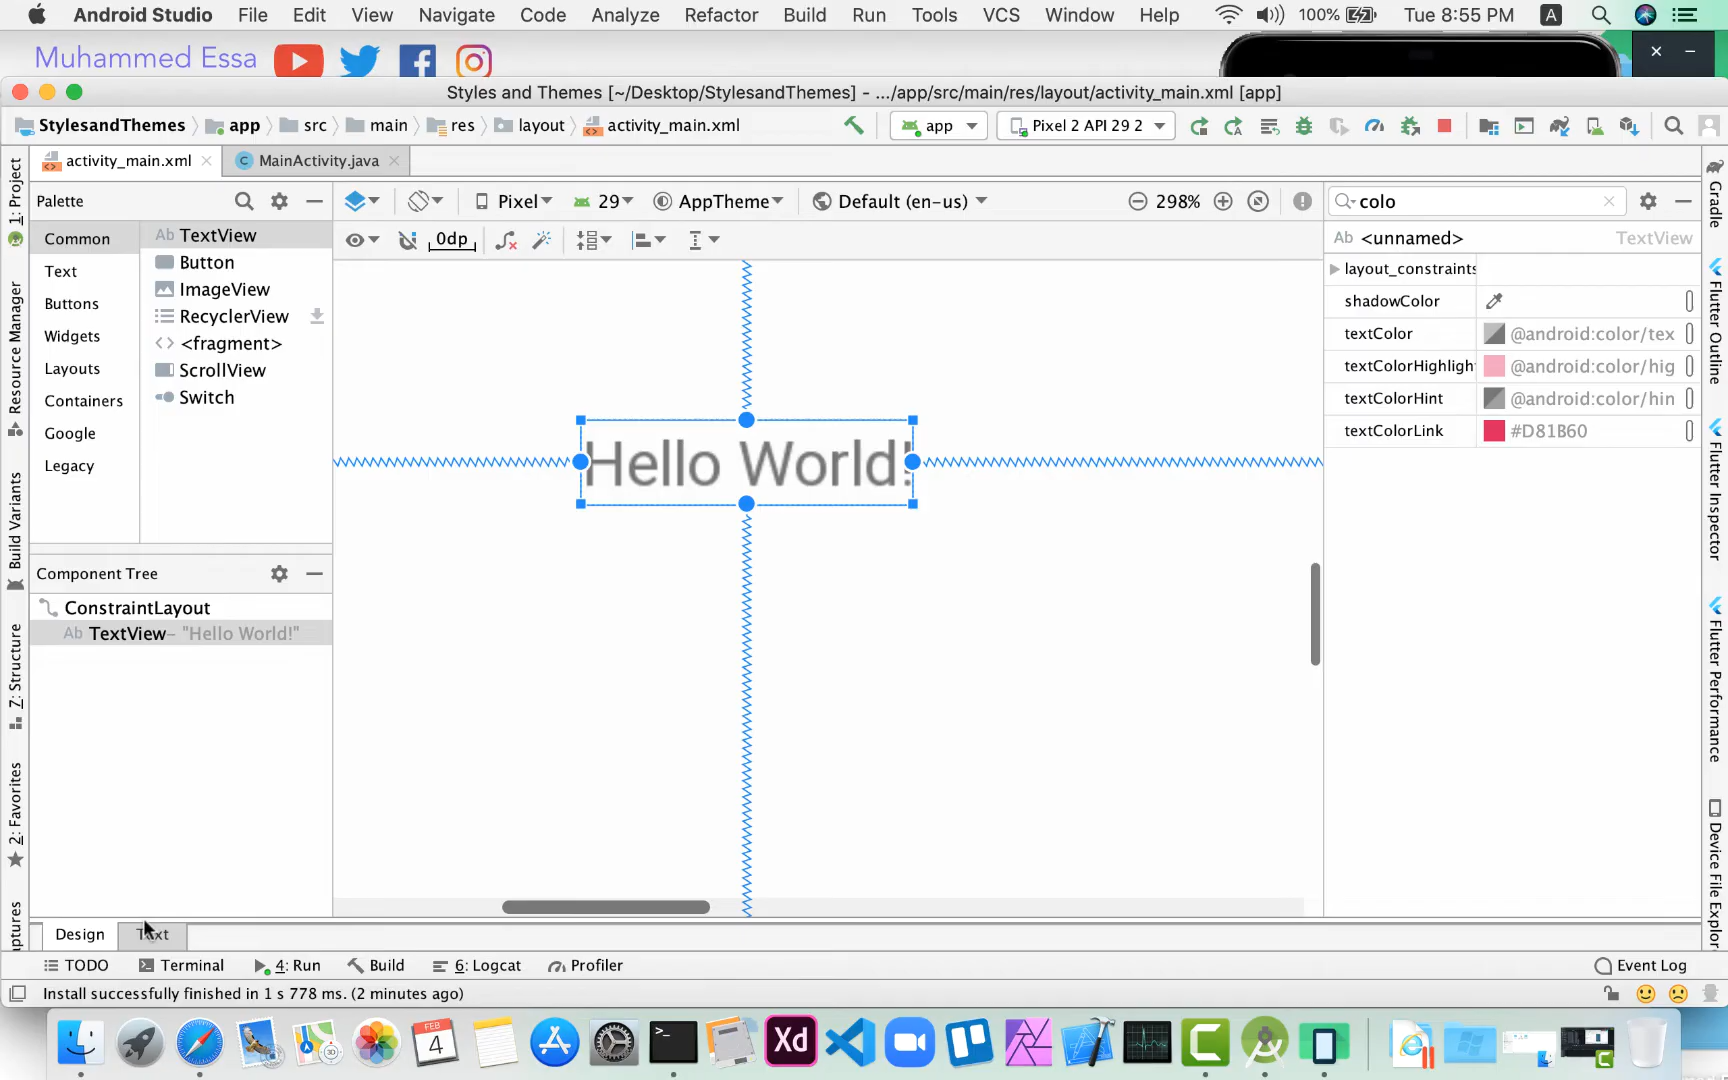 Android Studio File Edit View Navigate Code Analyze Refactor Build Run Tools VCS Window Help 100% Tue 8:55 PM A
Muhammed Essa
Styles and Themes [~/Desktop/StylesandThemes] - .../app/src/main/res/layout/activity_main.xml [app]
StylesandThemes app src main res layout activity_main.xml app Pixel 2 API 29 2
activity_main.xml MainActivity.java
Palette Pixel 29 AppTheme Default (en-us) 298% colo
0dp
Ab <unnamed> TextView
Common
Text
Buttons
Widgets
Layouts
Containers
Google
Legacy
Ab TextView
Button
ImageView
RecyclerView
<fragment>
ScrollView
Switch
layout_constraints
shadowColor
textColor @android:color/tex
textColorHighligh @android:color/hig
textColorHint @android:color/hin
textColorLink #D81B60
Hello World!
Component Tree
ConstraintLayout
Ab TextView- "Hello World!"
Design Text
TODO Terminal 4: Run Build 6: Logcat Profiler Event Log
Install successfully finished in 1 s 778 ms. (2 minutes ago)
1: Project
Resource Manager
Build Variants
Z: Structure
2: Favorites
aptures
Gradle
Flutter Outline
Flutter Inspector
Flutter Performance
Device File Explor
FEB
4
Xd